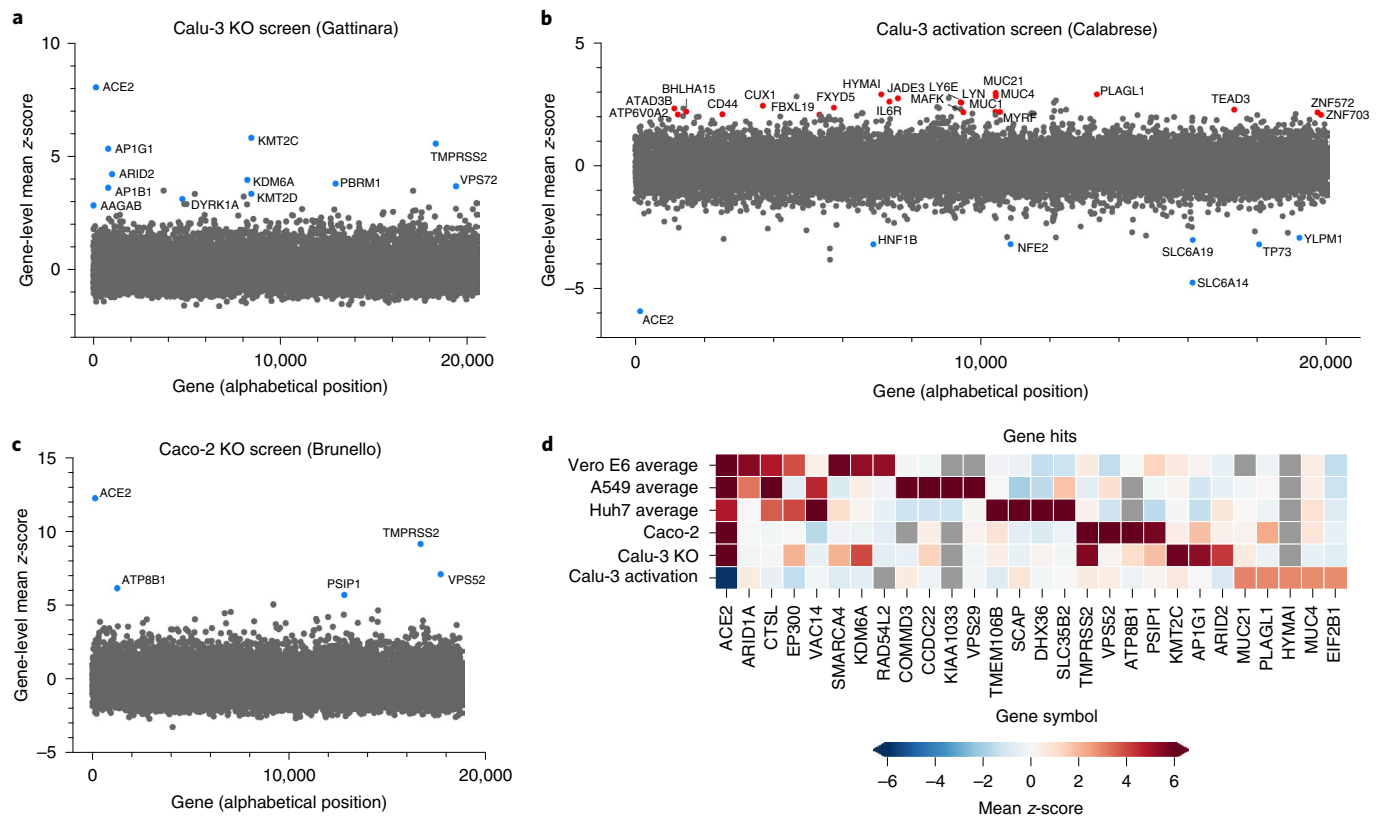 a
Calu-3 KO screen (Gattinara)
Gene-level mean z-score
10
5
0
ACE2
KMT2C
TMPRSS2
AP1G1
ARID2
KDM6A
PBRM1
VPS72
AP1B1
KMT2D
AAGAB
DYRK1A
0
10,000
20,000
Gene (alphabetical position)
b
Calu-3 activation screen (Calabrese)
Gene-level mean z-score
5
0
–5
BHLHA15
ATAD3B
ATP6V0A2
CD44
CUX1
FBXL19
FXYD5
HYMAI
JADE3
IL6R
LY6E
MAFK
LYN
MUC1
MUC21
MUC4
MYRF
PLAGL1
TEAD3
ZNF572
ZNF703
HNF1B
NFE2
SLC6A19
TP73
YLPM1
SLC6A14
ACE2
0
10,000
20,000
Gene (alphabetical position)
c
Caco-2 KO screen (Brunello)
Gene-level mean z-score
15
10
5
0
–5
ACE2
TMPRSS2
ATP8B1
PSIP1
VPS52
0
10,000
20,000
Gene (alphabetical position)
d
Gene hits
Vero E6 average
A549 average
Huh7 average
Caco-2
Calu-3 KO
Calu-3 activation
ACE2
ARID1A
CTSL
EP300
VAC14
SMARCA4
KDM6A
RAD54L2
COMMD3
CCDC22
KIAA1033
VPS29
TMEM106B
SCAP
DHX36
SLC35B2
TMPRSS2
VPS52
ATP8B1
PSIP1
KMT2C
AP1G1
ARID2
MUC21
PLAGL1
HYMAI
MUC4
EIF2B1
Gene symbol
–6 –4 –2 0 2 4 6
Mean z-score